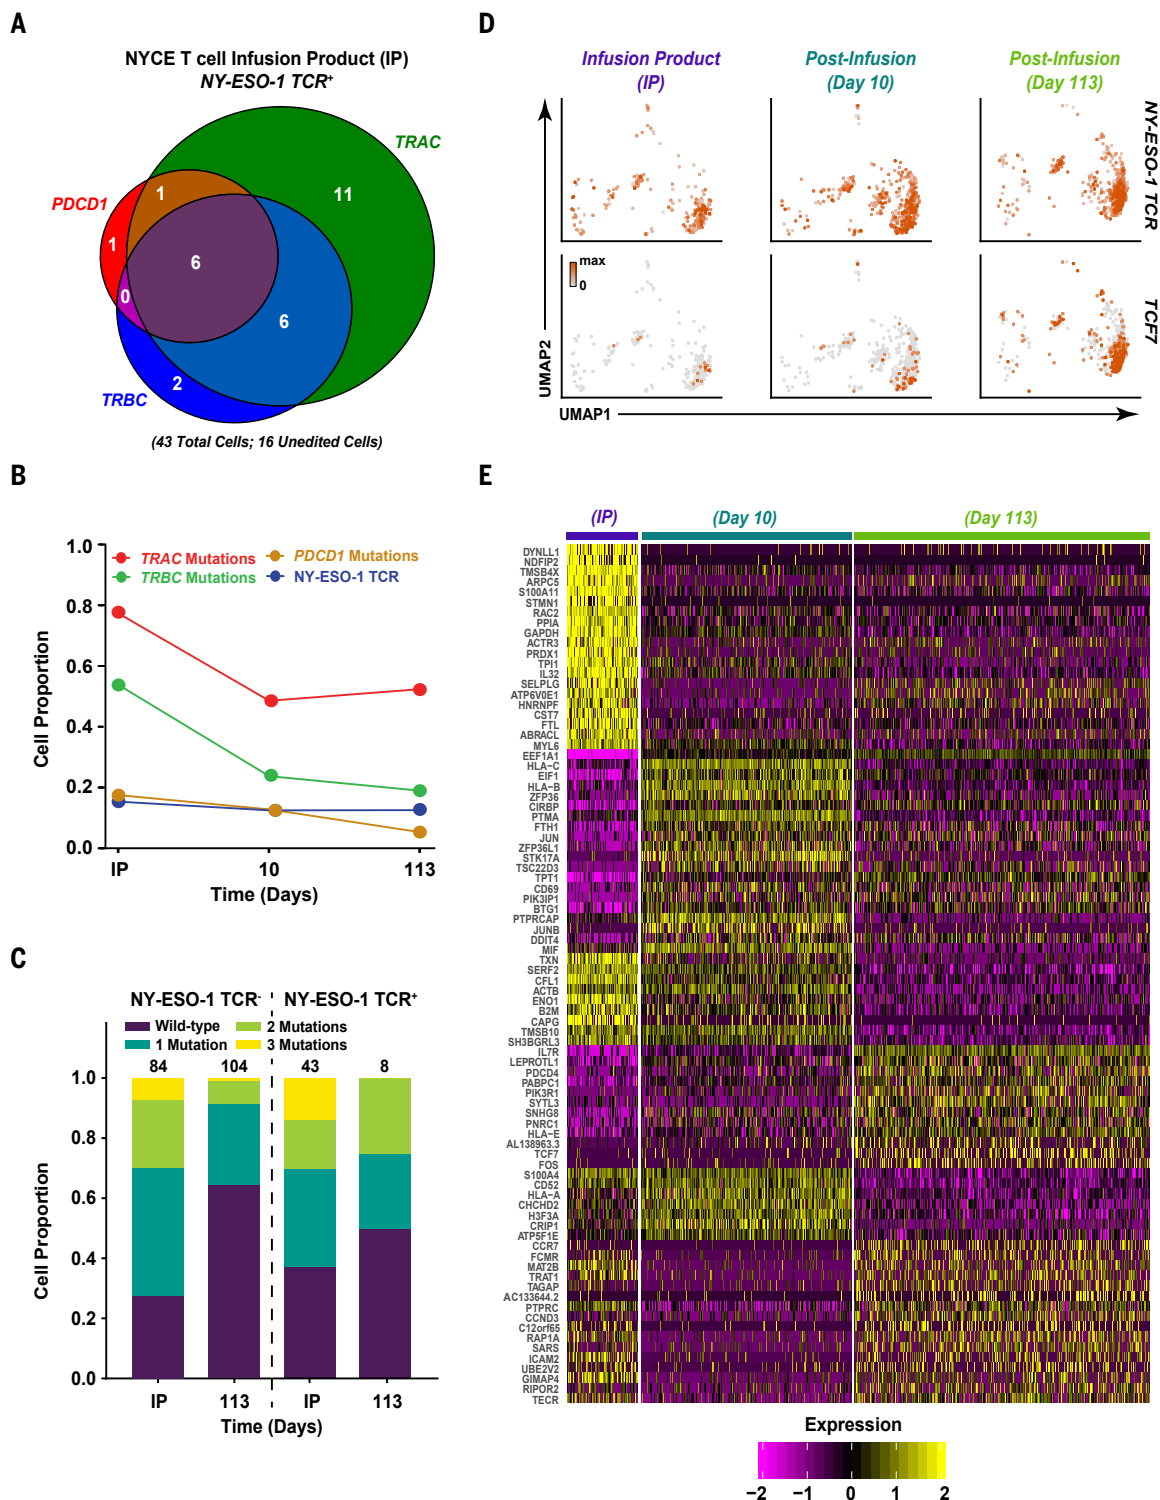 A
NYCE T cell Infusion Product (IP)
NY-ESO-1 TCR+
TRAC
PDCD1
TRBC
1
11
1
6
0
6
2
(43 Total Cells; 16 Unedited Cells)
B
1.0
0.8
0.6
0.4
0.2
0.0
Cell Proportion
TRAC Mutations
PDCD1 Mutations
TRBC Mutations
NY-ESO-1 TCR
IP 10 113
Time (Days)
C
NY-ESO-1 TCR- NY-ESO-1 TCR+
Wild-type
2 Mutations
1 Mutation
3 Mutations
84 104 43 8
1.0
0.8
0.6
0.4
0.2
0.0
Cell Proportion
IP 113 IP 113
Time (Days)
D
Infusion Product
(IP)
Post-Infusion
(Day 10)
Post-Infusion
(Day 113)
NY-ESO-1 TCR
TCF7
max
0
UMAP2
UMAP1
E
(IP)
(Day 10)
(Day 113)
DYNLL1
NDFIP2
TMSB4X
ARPC5
S100A11
STMN1
RAC2
PPIA
GAPDH
ACTR3
PRDX1
TPI1
IL32
SELPLG
ATP6V0E1
HNRNPF
CST7
FTL
ABRACL
MYL6
EEF1A1
HLA−C
EIF1
HLA−B
ZFP36
CIRBP
PTMA
FTH1
JUN
ZFP36L1
STK17A
TSC22D3
TPT1
CD69
PIK3IP1
BTG1
PTPRCAP
JUNB
DDIT4
MIF
TXN
SERF2
CFL1
ACTB
ENO1
B2M
CAPG
TMSB10
SH3BGRL3
IL7R
LEPROTL1
PDCD4
PABPC1
PIK3R1
SYTL3
SNHG8
PNRC1
HLA−E
AL138963.3
TCF7
FOS
S100A4
CD52
HLA−A
CHCHD2
H3F3A
CRIP1
ATP5F1E
CCR7
FCMR
MAT2B
TRAT1
TAGAP
AC133644.2
PTPRC
CCND3
C12orf65
RAP1A
SARS
ICAM2
UBE2V2
GIMAP4
RIPOR2
TECR
Expression
−2 −1 0 1 2